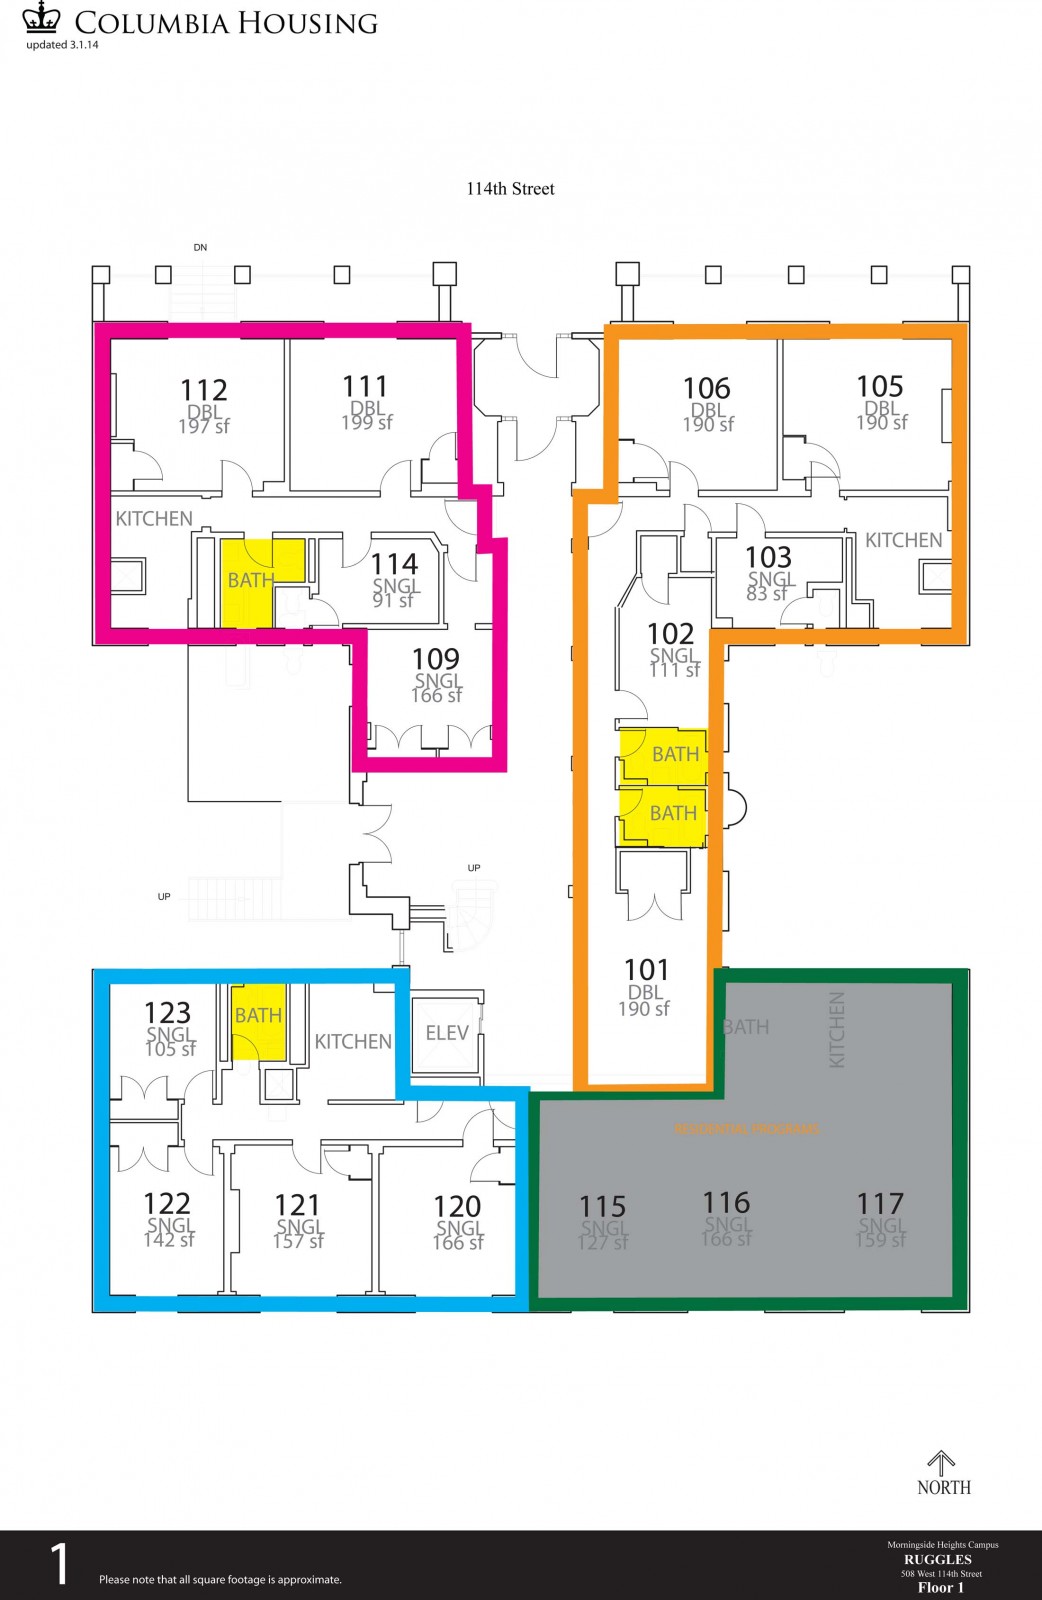 COLUMBIA HOUSING
updated 3.1.14
114th Street
DN
112
DBL
197 sf
111
DBL
199 sf
106
DBL
190 sf
105
DBL
190 sf
KITCHEN
BATH
114
SNGL
91 sf
103
SNGL
83 sf
KITCHEN
109
SNGL
166 sf
102
SNGL
111 sf
BATH
BATH
UP
UP
101
DBL
190 sf
123
SNGL
105 sf
BATH
KITCHEN
ELEV
BATH
KITCHEN
RESIDENTIAL PROGRAMS
122
SNGL
142 sf
121
SNGL
157 sf
120
SNGL
166 sf
115
SNGL
127 sf
116
SNGL
166 sf
117
SNGL
159 sf
NORTH
1
Please note that all square footage is approximate.
Morningside Heights Campus
RUGGLES
508 West 114th Street
Floor 1